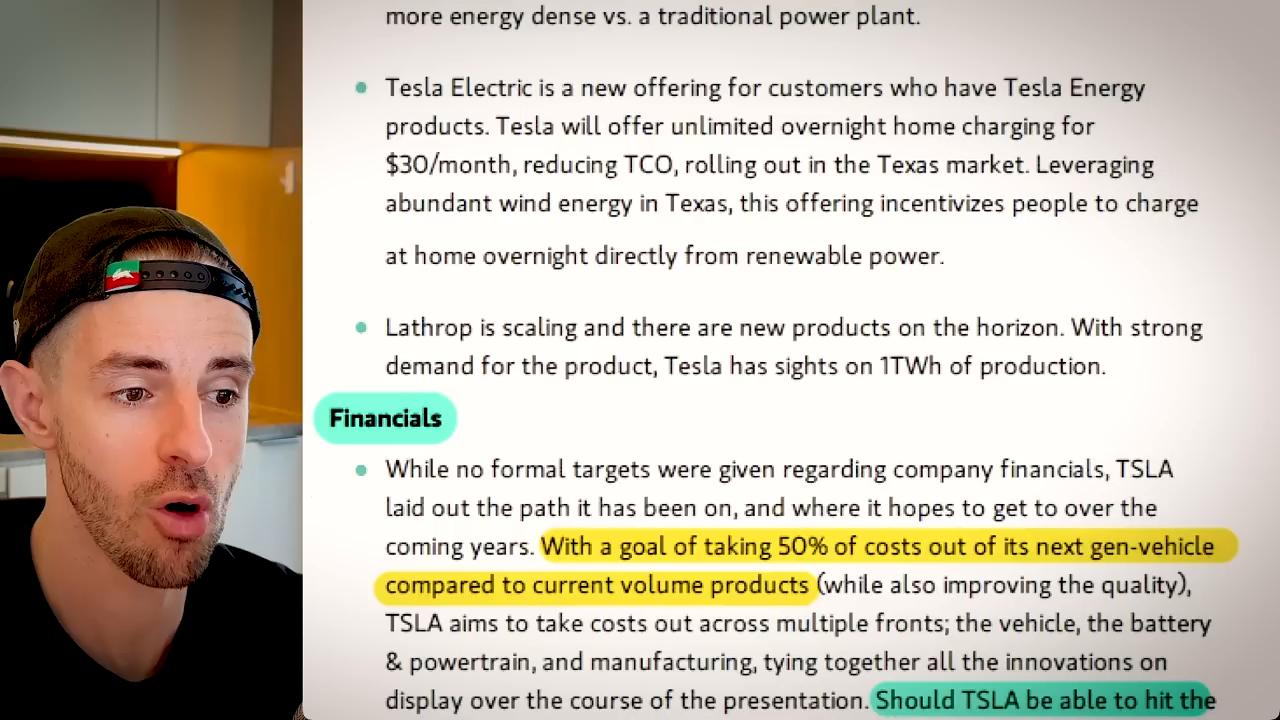 more energy dense vs. a traditional power plant.
Tesla Electric is a new offering for customers who have Tesla Energy
products. Tesla will offer unlimited overnight home charging for
$30/month, reducing TCO, rolling out in the Texas market. Leveraging
abundant wind energy in Texas, this offering incentivizes people to charge
at home overnight directly from renewable power.
Lathrop is scaling and there are new products on the horizon. With strong
demand for the product, Tesla has sights on 1TWh of production.
Financials
While no formal targets were given regarding company financials, TSLA
laid out the path it has been on, and where it hopes to get to over the
coming years. With a goal of taking 50% of costs out of its next gen-vehicle
compared to current volume products (while also improving the quality),
TSLA aims to take costs out across multiple fronts; the vehicle, the battery
& powertrain, and manufacturing, tying together all the innovations on
display over the course of the presentation. Should TSLA be able to hit the